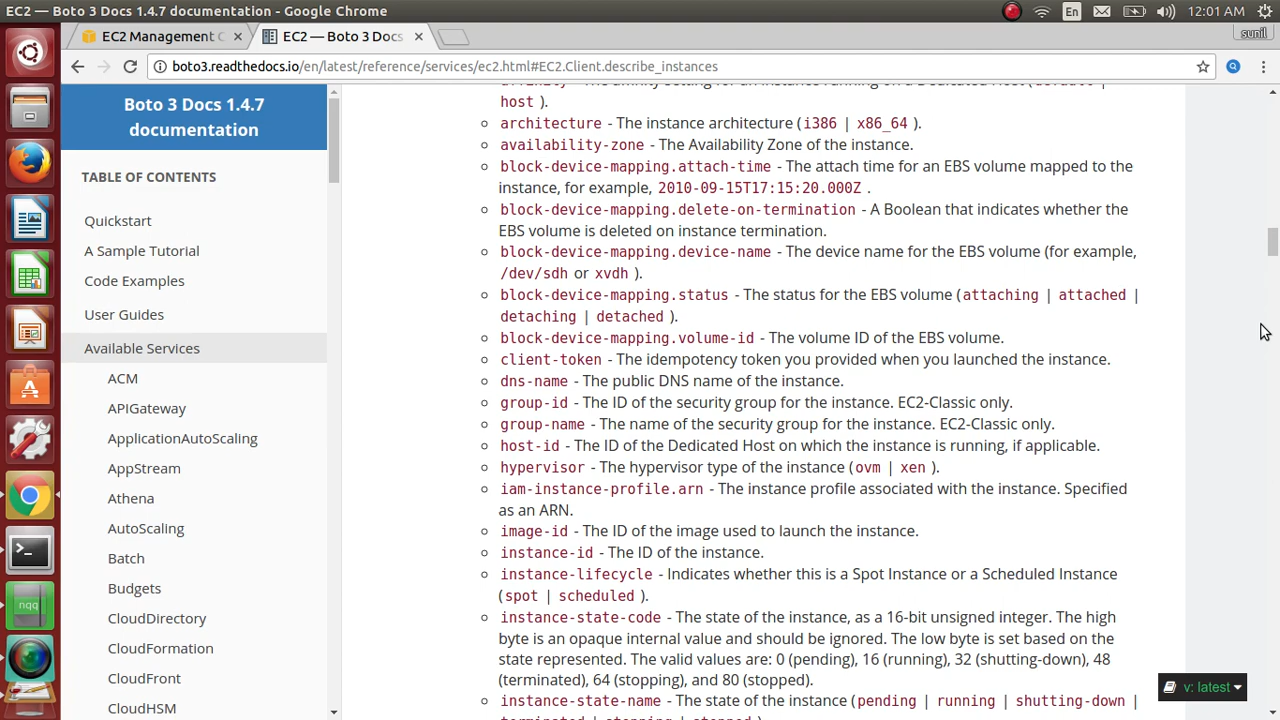 EC2 — Boto 3 Docs 1.4.7 documentation - Google Chrome
En
12:01 AM
EC2 Management C
EC2 — Boto 3 Docs
sunil
boto3.readthedocs.io/en/latest/reference/services/ec2.html#EC2.Client.describe_instances
Boto 3 Docs 1.4.7
documentation
TABLE OF CONTENTS
Quickstart
A Sample Tutorial
Code Examples
User Guides
Available Services
ACM
APIGateway
ApplicationAutoScaling
AppStream
Athena
AutoScaling
Batch
Budgets
CloudDirectory
CloudFormation
CloudFront
CloudHSM
affinity - The affinity setting for an instance running on a Dedicated Host (default |
host ).
architecture - The instance architecture (i386 | x86_64 ).
availability-zone - The Availability Zone of the instance.
block-device-mapping.attach-time - The attach time for an EBS volume mapped to the
instance, for example, 2010-09-15T17:15:20.000Z .
block-device-mapping.delete-on-termination - A Boolean that indicates whether the
EBS volume is deleted on instance termination.
block-device-mapping.device-name - The device name for the EBS volume (for example,
/dev/sdh or xvdh ).
block-device-mapping.status - The status for the EBS volume (attaching | attached |
detaching | detached ).
block-device-mapping.volume-id - The volume ID of the EBS volume.
client-token - The idempotency token you provided when you launched the instance.
dns-name - The public DNS name of the instance.
group-id - The ID of the security group for the instance. EC2-Classic only.
group-name - The name of the security group for the instance. EC2-Classic only.
host-id - The ID of the Dedicated Host on which the instance is running, if applicable.
hypervisor - The hypervisor type of the instance (ovm | xen ).
iam-instance-profile.arn - The instance profile associated with the instance. Specified
as an ARN.
image-id - The ID of the image used to launch the instance.
instance-id - The ID of the instance.
instance-lifecycle - Indicates whether this is a Spot Instance or a Scheduled Instance
(spot | scheduled ).
instance-state-code - The state of the instance, as a 16-bit unsigned integer. The high
byte is an opaque internal value and should be ignored. The low byte is set based on the
state represented. The valid values are: 0 (pending), 16 (running), 32 (shutting-down), 48
(terminated), 64 (stopping), and 80 (stopped).
instance-state-name - The state of the instance (pending | running | shutting-down |
terminated | stopping | stopped ).
nqq
v: latest